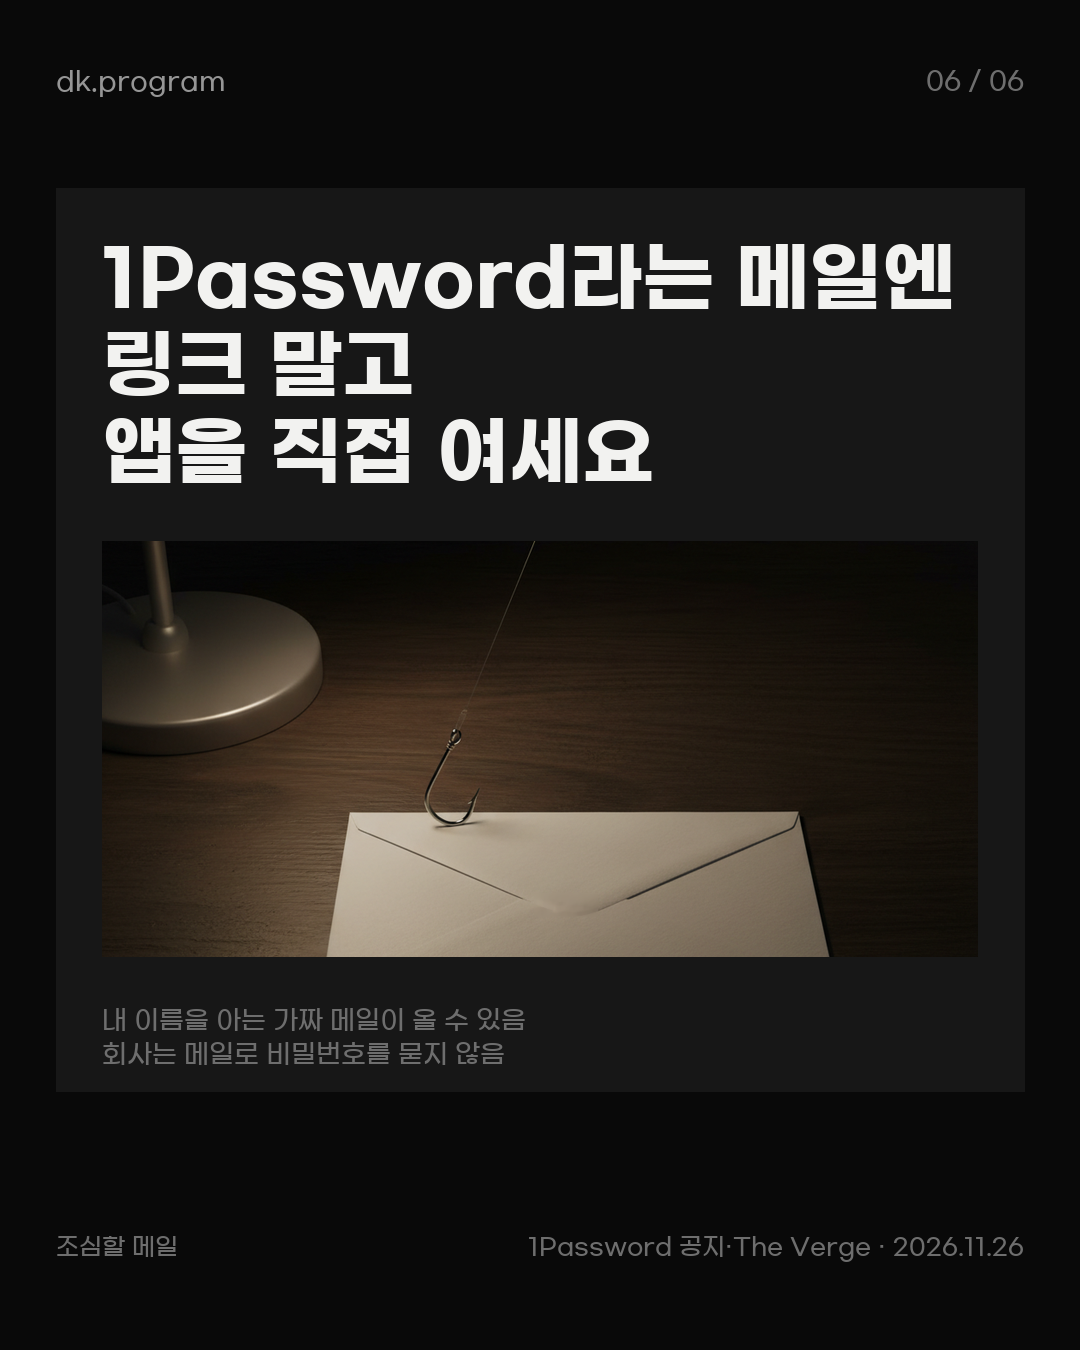 dk.program
06 / 06
1Password라는 메일엔
링크 말고
앱을 직접 여세요
내 이름을 아는 가짜 메일이 올 수 있음
회사는 메일로 비밀번호를 묻지 않음
조심할 메일
1Password 공지·The Verge · 2026.11.26